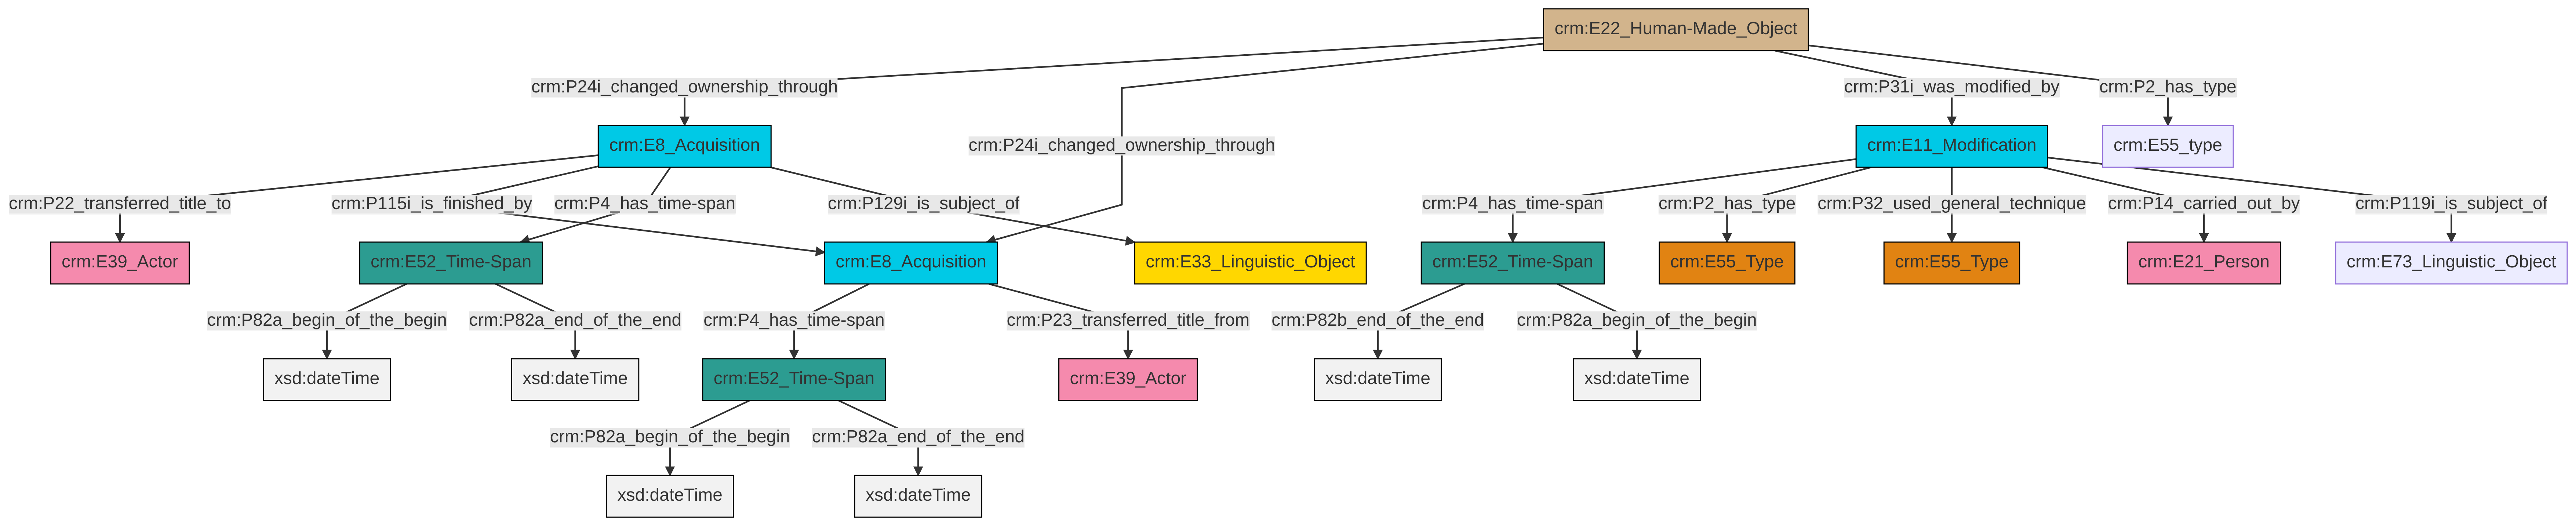 crm:E22_Human-Made_Object
crm:P24i_changed_ownership_through
crm:P31i_was_modified_by
crm:P2_has_type
crm:E8_Acquisition
crm:P24i_changed_ownership_through
crm:E11_Modification
crm:E55_type
crm:P22_transferred_title_to
crm:P115i_is_finished_by
crm:P4_has_time-span
crm:P129i_is_subject_of
crm:P4_has_time-span
crm:P2_has_type
crm:P32_used_general_technique
crm:P14_carried_out_by
crm:P119i_is_subject_of
crm:E39_Actor
crm:E52_Time-Span
crm:E8_Acquisition
crm:E33_Linguistic_Object
crm:E52_Time-Span
crm:E55_Type
crm:E55_Type
crm:E21_Person
crm:E73_Linguistic_Object
crm:P82a_begin_of_the_begin
crm:P82a_end_of_the_end
crm:P4_has_time-span
crm:P23_transferred_title_from
crm:P82b_end_of_the_end
crm:P82a_begin_of_the_begin
xsd:dateTime
xsd:dateTime
crm:E52_Time-Span
crm:E39_Actor
xsd:dateTime
xsd:dateTime
crm:P82a_begin_of_the_begin
crm:P82a_end_of_the_end
xsd:dateTime
xsd:dateTime